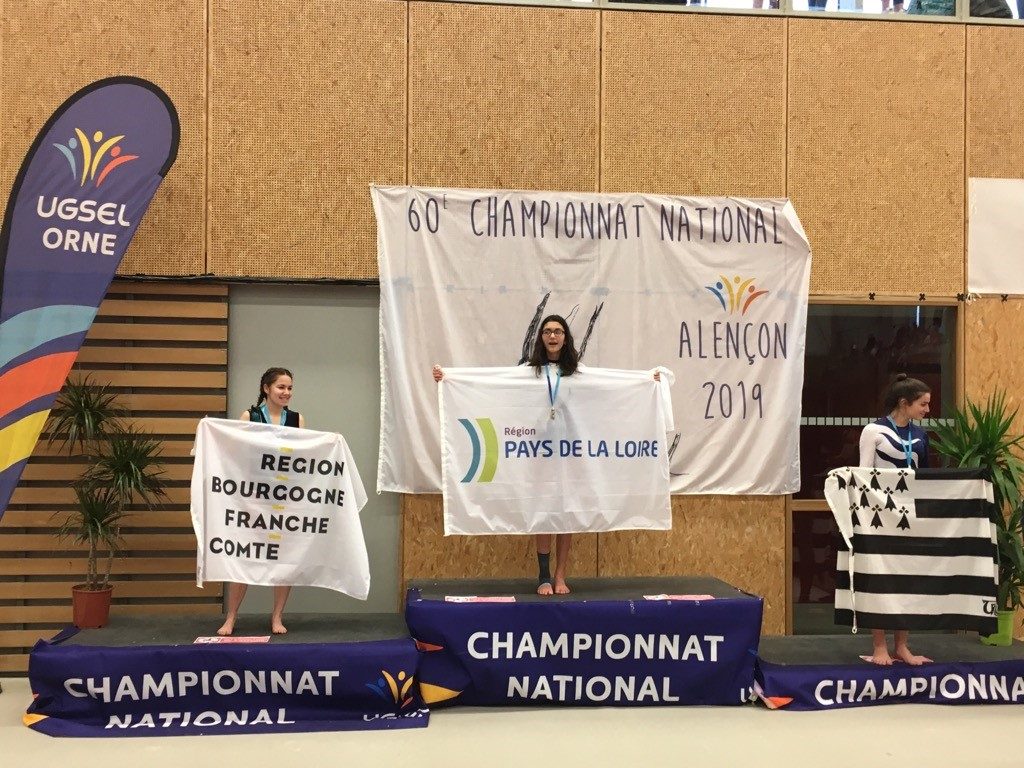 UGSEL
ORNE
60E CHAMPIONNAT NATIONAL
ALENÇON
2019
REGION
BOURGOGNE
FRANCHE
COMTE
Région
PAYS DE LA LOIRE
CHAMPIONNAT
NATIONAL
CHAMPIONNAT
NATIONAL
CHAMPIONNA
NATIONAL